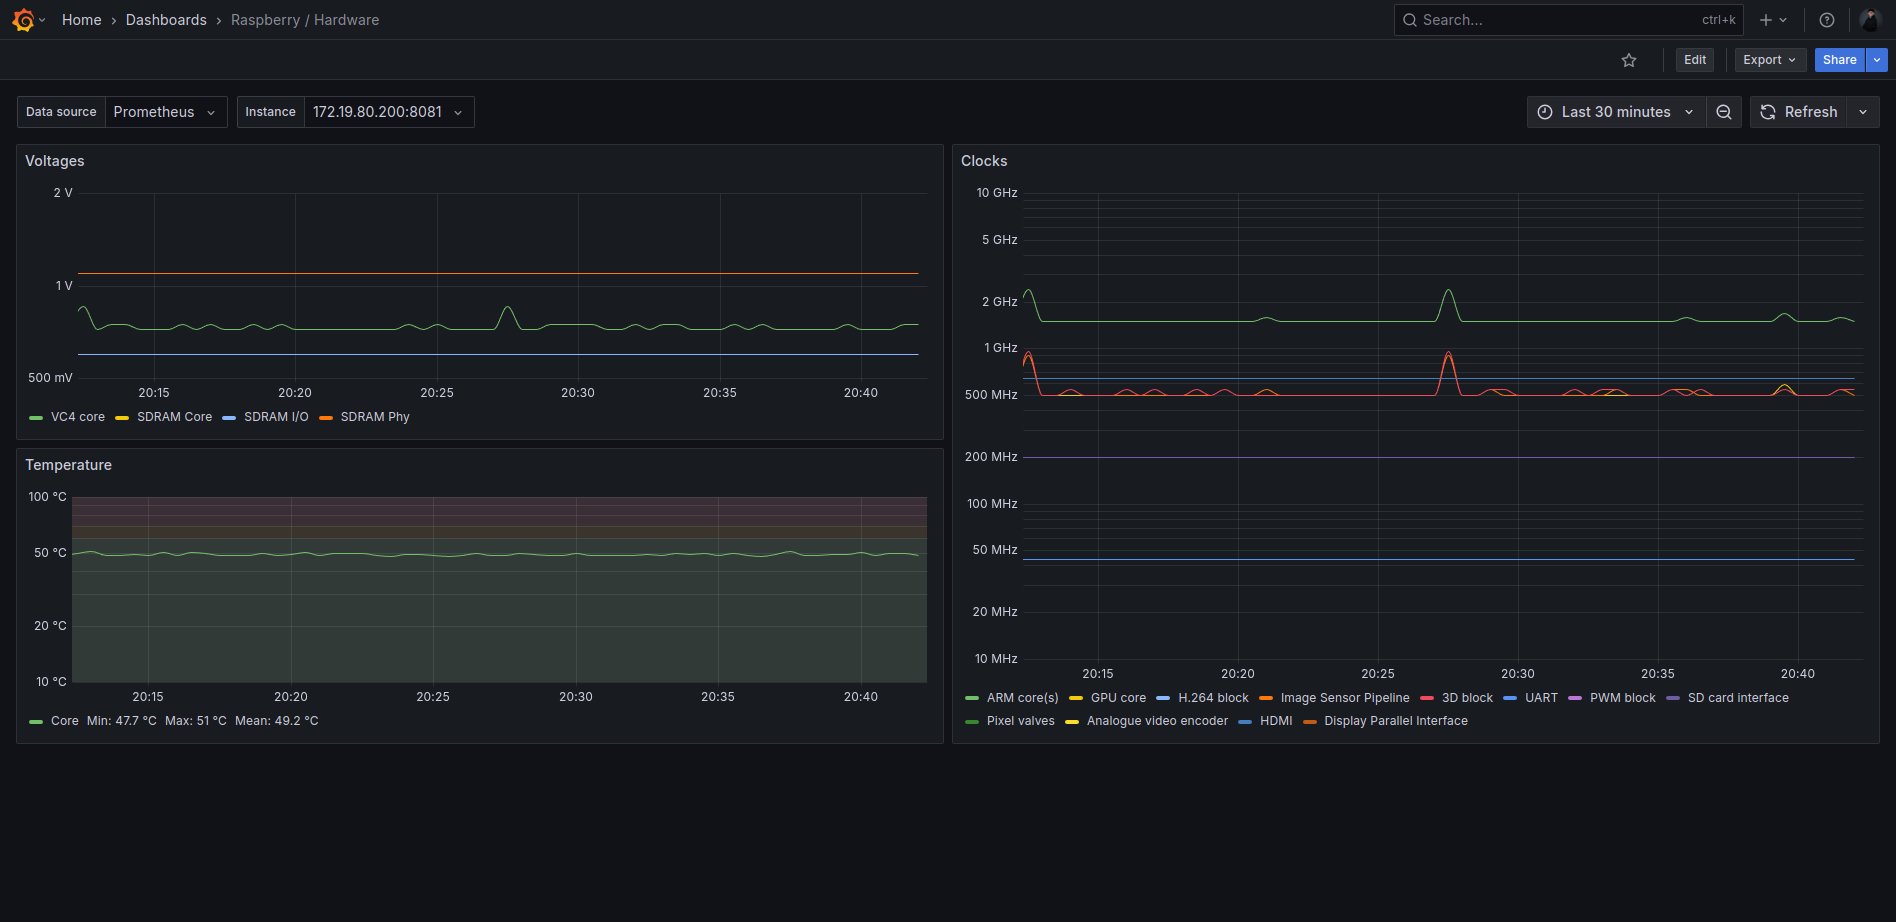 Home › Dashboards › Raspberry / Hardware
Search... ctrl+k
Edit Export Share
Data source Prometheus Instance 172.19.80.200:8081 Last 30 minutes Refresh
Voltages
2 V
1 V
500 mV
20:15 20:20 20:25 20:30 20:35 20:40
VC4 core SDRAM Core SDRAM I/O SDRAM Phy
Temperature
100 °C
50 °C
20 °C
10 °C
20:15 20:20 20:25 20:30 20:35 20:40
Core Min: 47.7 °C Max: 51 °C Mean: 49.2 °C
Clocks
10 GHz
5 GHz
2 GHz
1 GHz
500 MHz
200 MHz
100 MHz
50 MHz
20 MHz
10 MHz
20:15 20:20 20:25 20:30 20:35 20:40
ARM core(s) GPU core H.264 block Image Sensor Pipeline 3D block UART PWM block SD card interface
Pixel valves Analogue video encoder HDMI Display Parallel Interface